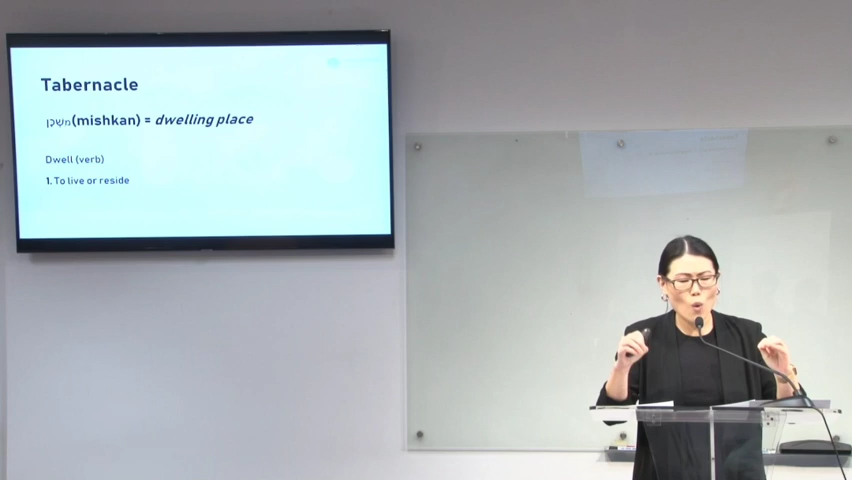 Tabernacle
משכן(mishkan) = dwelling place
Dwell (verb)
1. To live or reside